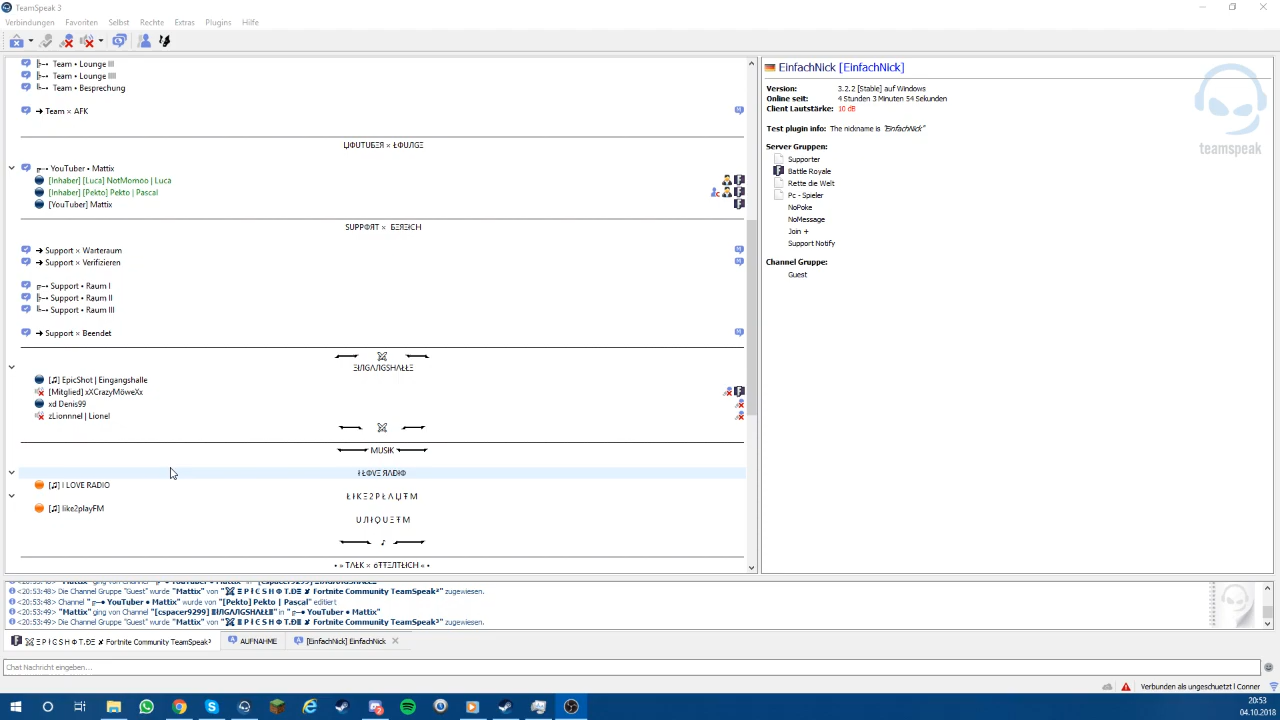 TeamSpeak 3
Verbindungen Favoriten Selbst Rechte Extras Plugins Hilfe
Team • Lounge
Team • Lounge
Team • Besprechung
Team × AFK
YouTuber • Mattix
[Inhaber] [Luca] NotMomoo | Luca
[Inhaber] [Pekto] Pekto | Pascal
[YouTuber] Mattix
Support × Warteraum
Support × Verifizieren
Support • Raum I
Support • Raum II
Support • Raum III
Support × Beendet
[♫] EpicShot | Eingangshalle
[Mitglied] xXCrazyMöweXx
xd Denis99
zLionnnel | Lionel
MUSIK
[♫] I LOVE RADIO
[♫] like2playFM
EinfachNick [EinfachNick]
Version: 3.2.2 [Stable] auf Windows
Online seit: 4 Stunden 3 Minuten 54 Sekunden
Client Lautstärke: 10 dB
Test plugin info: The nickname is "EinfachNick"
Server Gruppen:
Supporter
Battle Royale
Rette die Welt
Pc - Spieler
NoPoke
NoMessage
Join +
Support Notify
Channel Gruppe:
Guest
teamspeak
<20:53:48> Die Channel Gruppe "Guest" wurde "Mattix" von Fortnite Community TeamSpeak³" zugewiesen.
<20:53:48> Channel "╔═• YouTuber ● Mattix" wurde von "[Pekto] Pekto | Pascal" editiert
<20:53:49> "Mattix" ging von Channel "[cspacer9299] in "╔═• YouTuber ● Mattix"
<20:53:49> Die Channel Gruppe "Guest" wurde "Mattix" von Fortnite Community TeamSpeak³" zugewiesen.
Fortnite Community TeamSpeak³ AUFNAHME [EinfachNick] EinfachNick
Chat Nachricht eingeben...
Verbunden als ungeschuetzt | Conner
20:53
04.10.2018